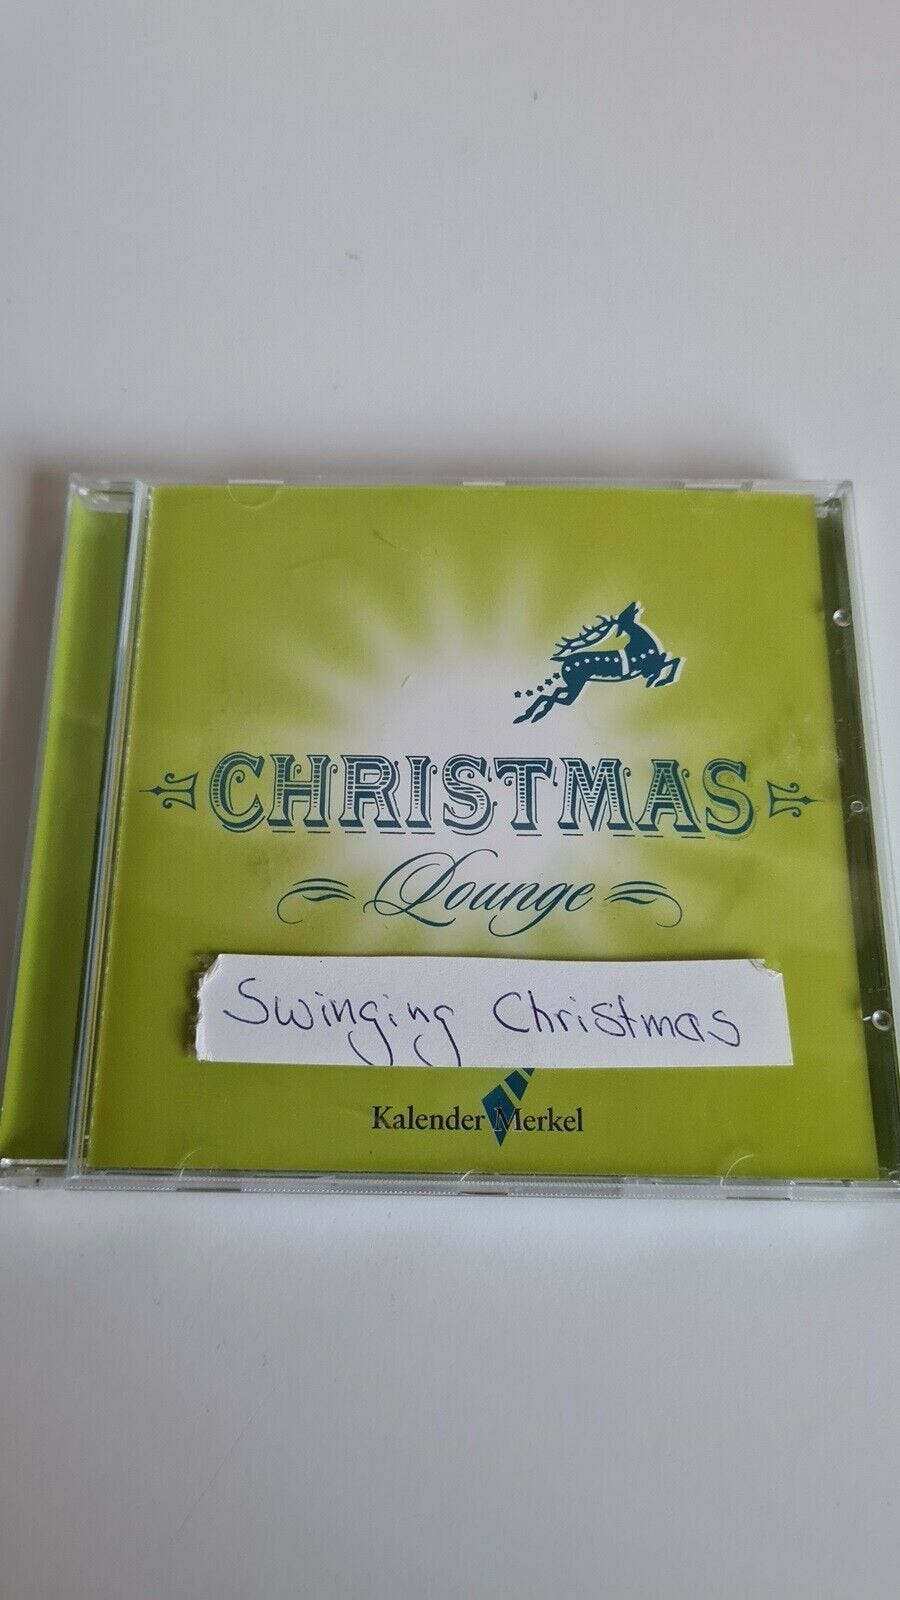 CHRISTMAS
Lounge
Swinging Christmas
Kalender Merkel